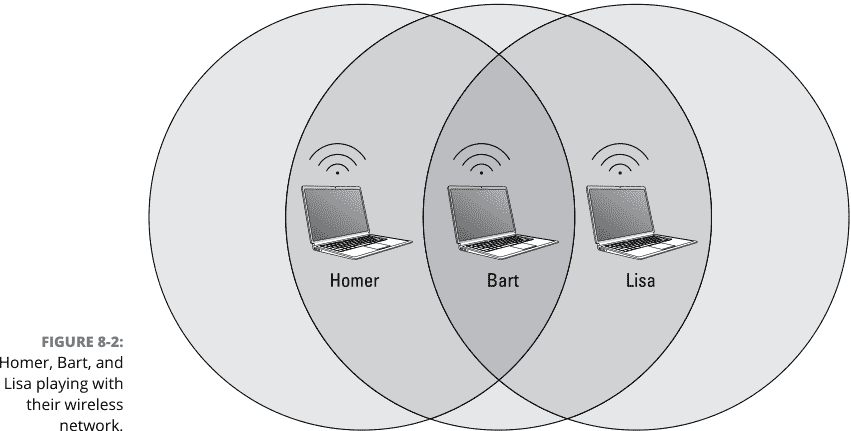 Homer
Bart
Lisa
FIGURE 8-2:
Homer, Bart, and
Lisa playing with
their wireless
network.